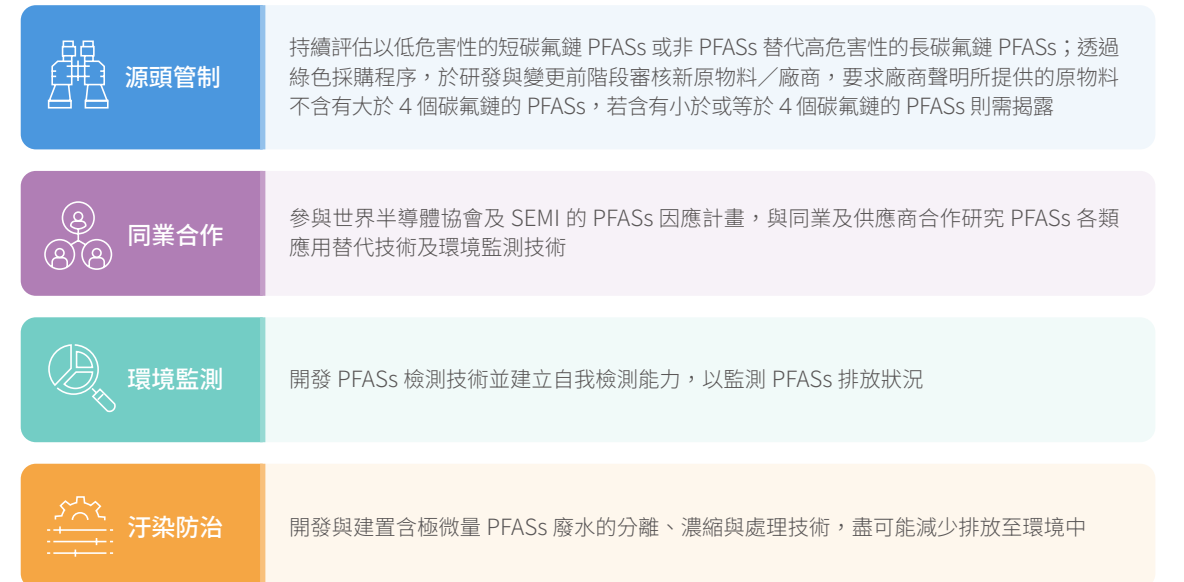 源頭管制
持續評估以低危害性的短碳氟鏈 PFASs 或非 PFASs 替代高危害性的長碳氟鏈 PFASs；透過
綠色採購程序，於研發與變更前階段審核新原物料／廠商，要求廠商聲明所提供的原物料
不含有大於 4 個碳氟鏈的 PFASs，若含有小於或等於 4 個碳氟鏈的 PFASs 則需揭露
同業合作
參與世界半導體協會及 SEMI 的 PFASs 因應計畫，與同業及供應商合作研究 PFASs 各類
應用替代技術及環境監測技術
環境監測
開發 PFASs 檢測技術並建立自我檢測能力，以監測 PFASs 排放狀況
汙染防治
開發與建置含極微量 PFASs 廢水的分離、濃縮與處理技術，盡可能減少排放至環境中